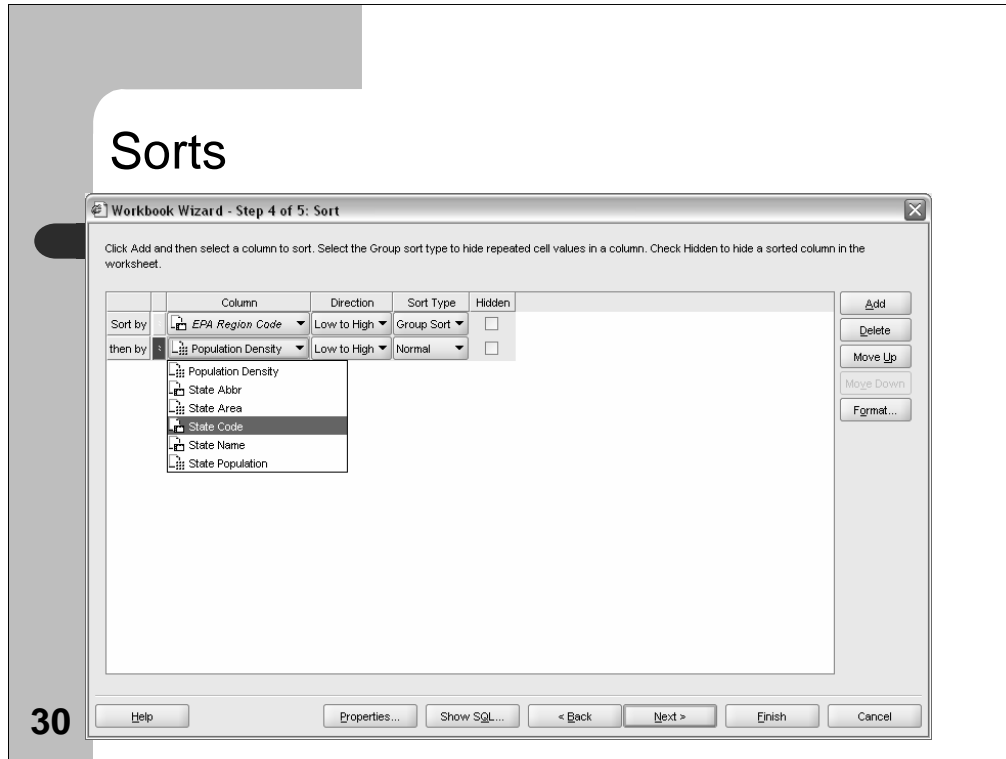 Sorts
Workbook Wizard - Step 4 of 5: Sort
Click Add and then select a column to sort. Select the Group sort type to hide repeated cell values in a column. Check Hidden to hide a sorted column in the
worksheet.
Column Direction Sort Type Hidden
Sort by EPA Region Code Low to High Group Sort
then by Population Density Low to High Normal
Population Density
State Abbr
State Area
State Code
State Name
State Population
Add
Delete
Move Up
Move Down
Format...
Help Properties... Show SQL... < Back Next > Finish Cancel
30